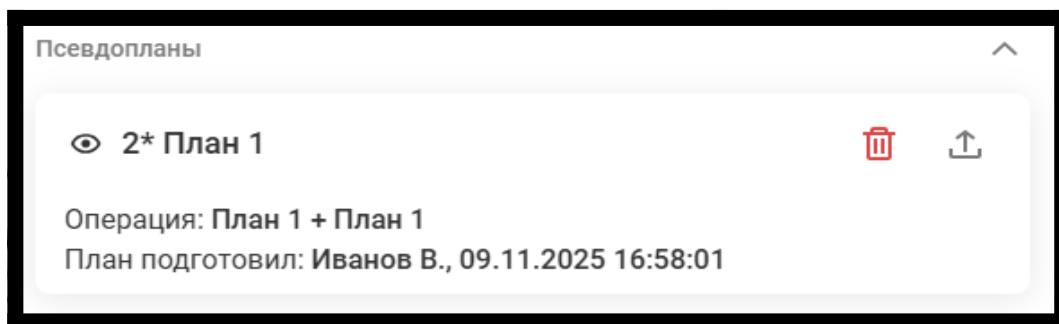 Псевдопланы
2* План 1
Операция: План 1 + План 1
План подготовил: Иванов В., 09.11.2025 16:58:01